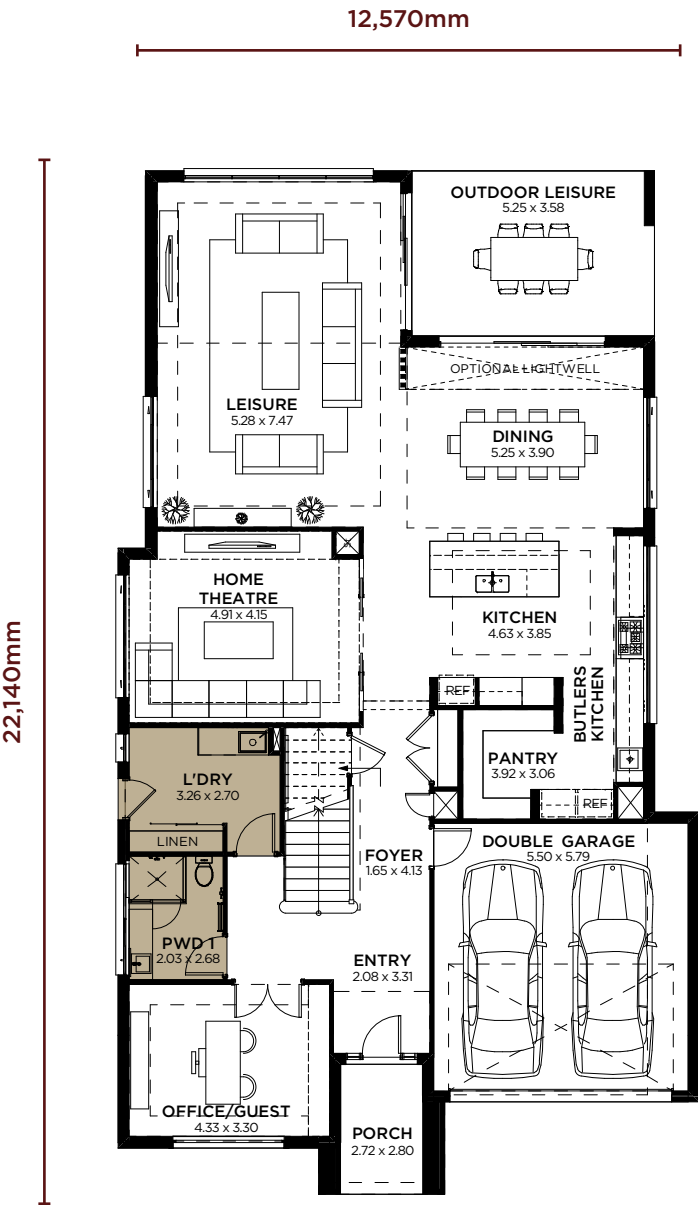 12,570mm
22,140mm
OUTDOOR LEISURE
5.25 x 3.58
OPTIONAL LIGHTWELL
LEISURE
5.28 x 7.47
DINING
5.25 x 3.90
HOME
THEATRE
4.91 x 4.15
KITCHEN
4.63 x 3.85
REF
BUTLERS
KITCHEN
L'DRY
3.26 x 2.70
PANTRY
3.92 x 3.06
REF
LINEN
FOYER
1.65 x 4.13
DOUBLE GARAGE
5.50 x 5.79
PWD 1
2.03 x 2.68
ENTRY
2.08 x 3.31
OFFICE/GUEST
4.33 x 3.30
PORCH
2.72 x 2.80